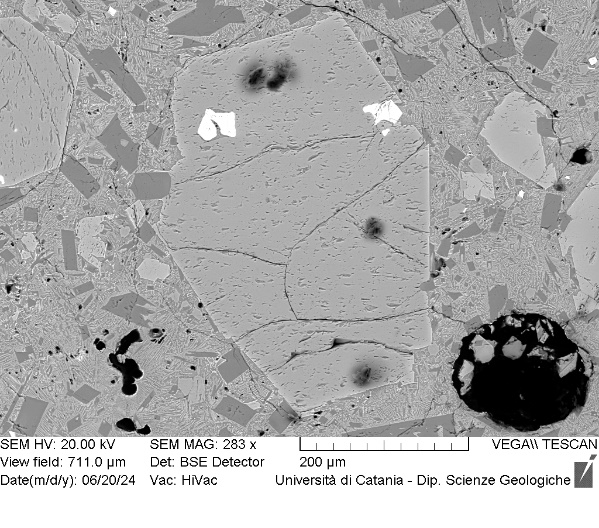 SEM HV: 20.00 kV SEM MAG: 283 x VEGA\\ TESCAN
View field: 711.0 µm Det: BSE Detector 200 µm
Date(m/d/y): 06/20/24 Vac: HiVac Università di Catania - Dip. Scienze Geologiche